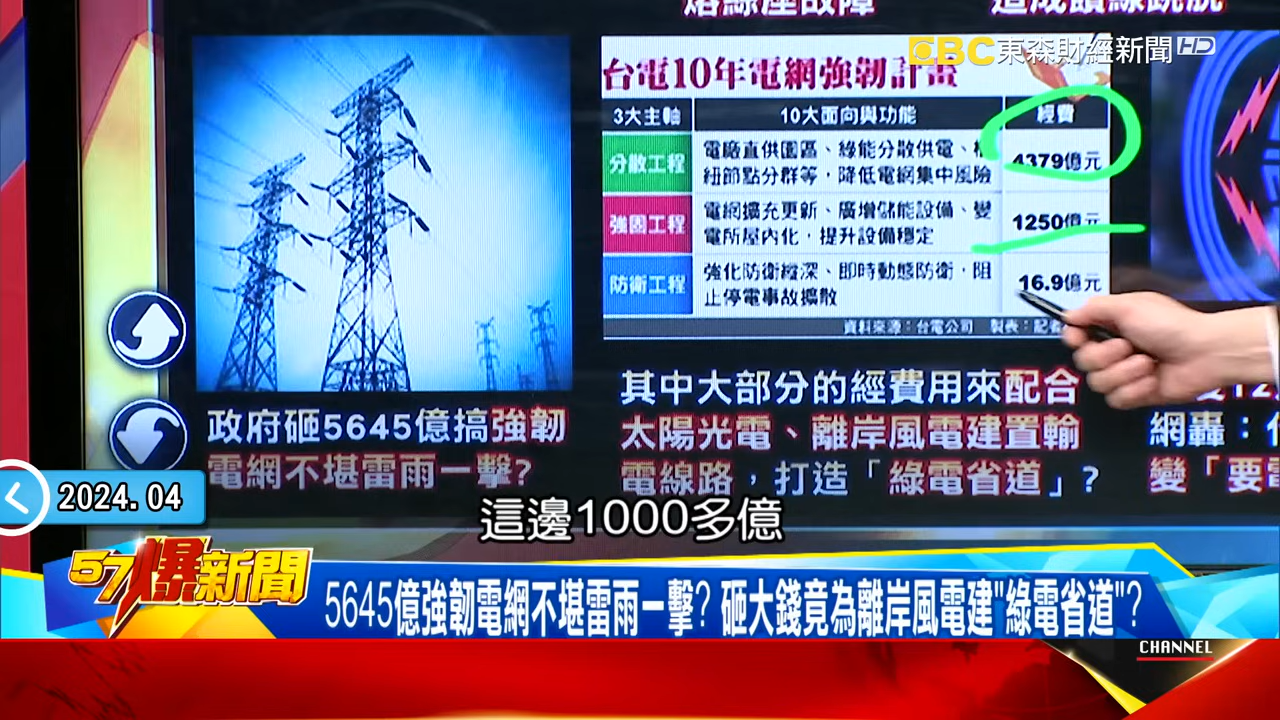 EBC 東森財經新聞 HD
台電10年電網強韌計畫
3大主軸 10大面向與功能 經費
分散工程 電廠直供園區、綠能分散供電、
紐節點分群等，降低電網集中風險 4379億元
強固工程 電網擴充更新、廣增儲能設備、變
電所屋內化，提升設備穩定 1250億元
防衛工程 強化防衛縱深、即時動態防衛，阻
止停電事故擴散 16.9億元
資料來源：台電公司 製表：記者
政府砸5645億搞強韌
電網不堪雷雨一擊?
其中大部分的經費用來配合
太陽光電、離岸風電建置輸
電線路，打造「綠電省道」?
網轟：
變「要電
2024.04
這邊1000多億
57爆新聞
5645億強韌電網不堪雷雨一擊? 砸大錢竟為離岸風電建"綠電省道"?
CHANNEL